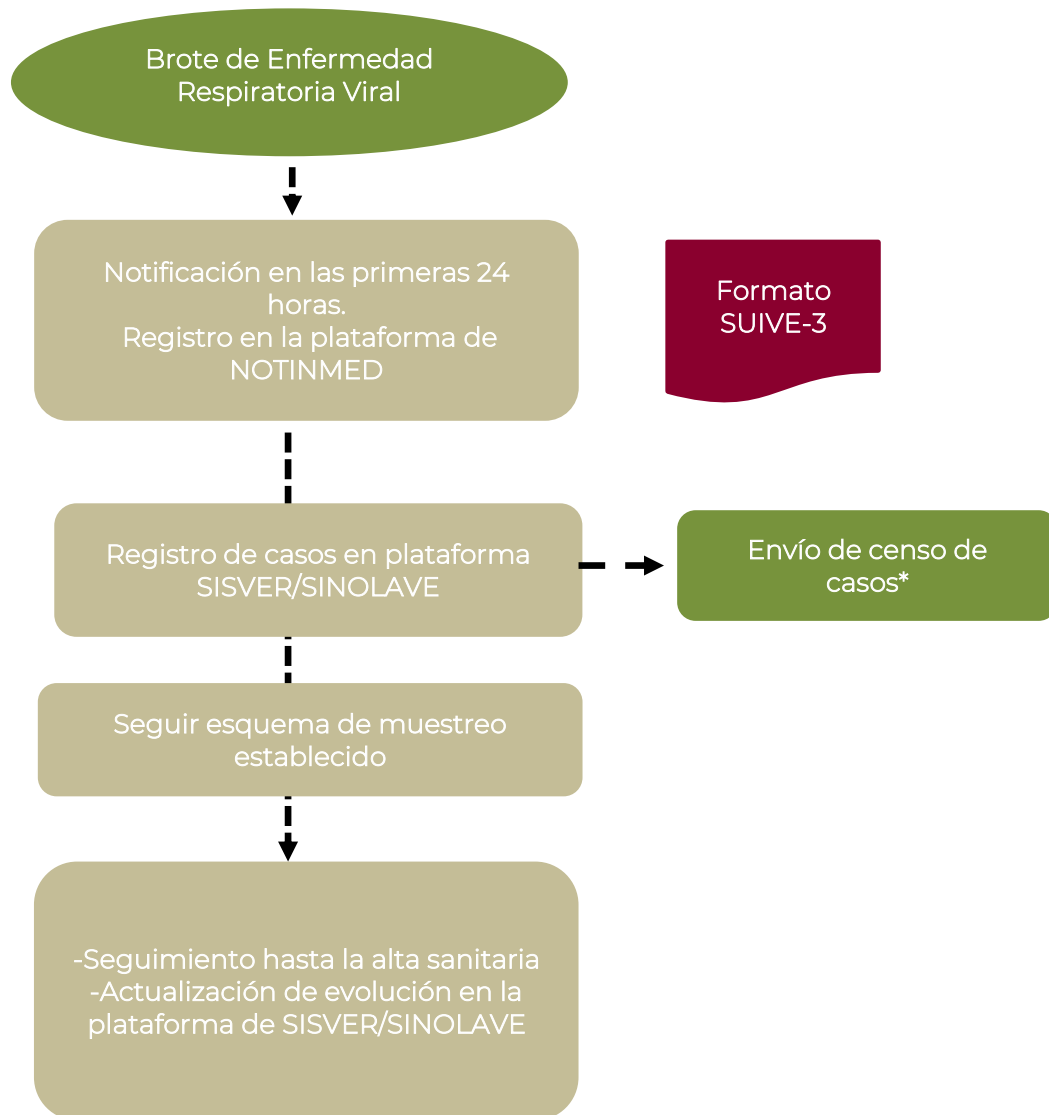 Brote de Enfermedad
Respiratoria Viral
Notificación en las primeras 24
horas.
Registro en la plataforma de
NOTINMED
Formato
SUIVE-3
Registro de casos en plataforma
SISVER/SINOLAVE
Envío de censo de
casos*
Seguir esquema de muestreo
establecido
-Seguimiento hasta la alta sanitaria
-Actualización de evolución en la
plataforma de SISVER/SINOLAVE